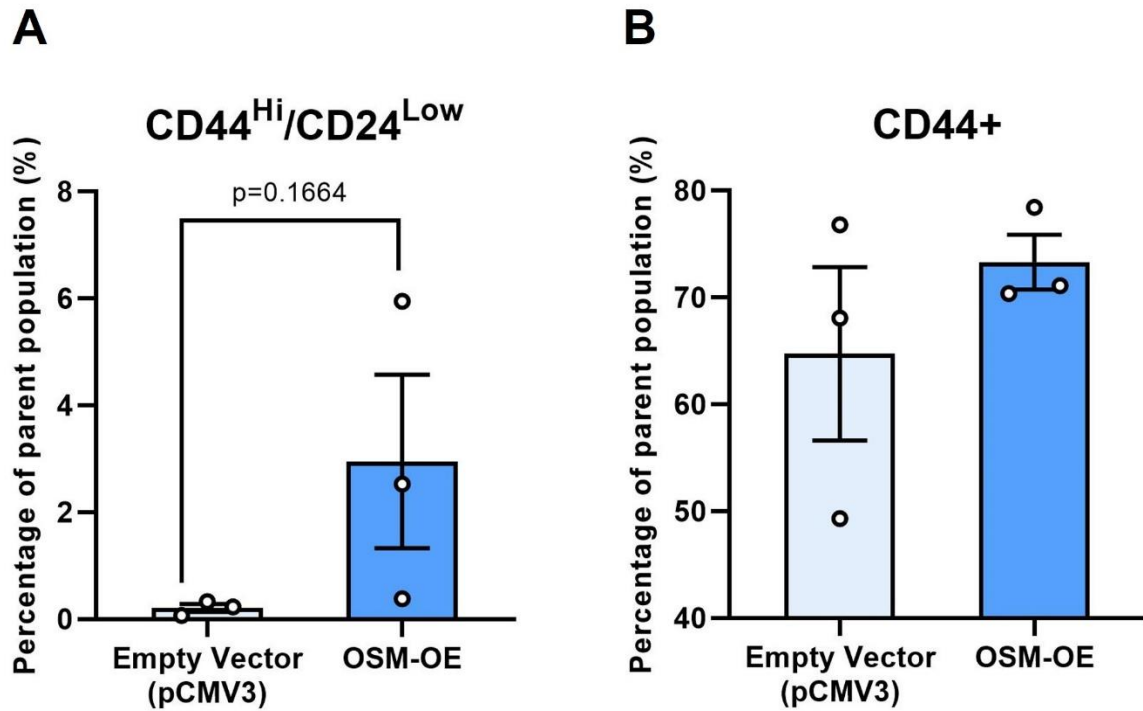 A
CD44Hi/CD24Low
Percentage of parent population (%)
8
6
4
2
0
p=0.1664
Empty Vector
(pCMV3)
OSM-OE
B
CD44+
Percentage of parent population (%)
80
70
60
50
40
Empty Vector
(pCMV3)
OSM-OE